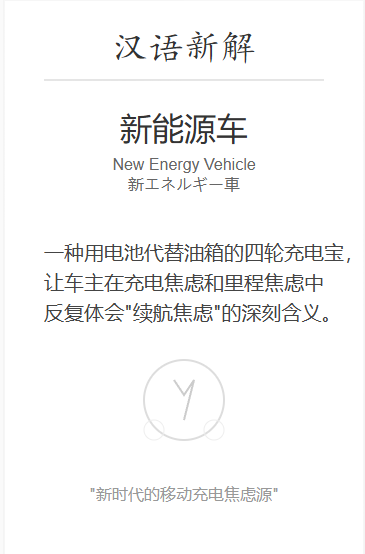 汉语新解
新能源车
New Energy Vehicle
新エネルギー車
一种用电池代替油箱的四轮充电宝，
让车主在充电焦虑和里程焦虑中
反复体会"续航焦虑"的深刻含义。
"新时代的移动充电焦虑源"